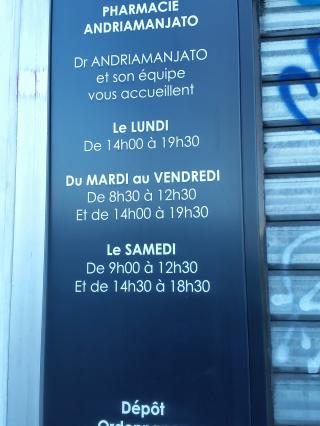 PHARMACIE
ANDRIAMANJATO
Dr ANDRIAMANJATO
et son équipe
vous accueillent
Le LUNDI
De 14h00 à 19h30
Du MARDI au VENDREDI
De 8h30 à 12h30
Et de 14h00 à 19h30
Le SAMEDI
De 9h00 à 12h30
Et de 14h30 à 18h30
Dépôt